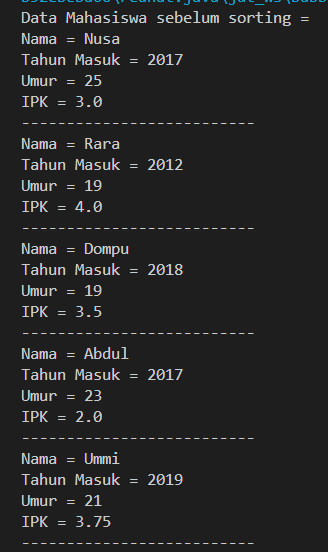 Data Mahasiswa sebelum sorting =
Nama = Nusa
Tahun Masuk = 2017
Umur = 25
IPK = 3.0
--------------------------
Nama = Rara
Tahun Masuk = 2012
Umur = 19
IPK = 4.0
--------------------------
Nama = Dompu
Tahun Masuk = 2018
Umur = 19
IPK = 3.5
--------------------------
Nama = Abdul
Tahun Masuk = 2017
Umur = 23
IPK = 2.0
--------------------------
Nama = Ummi
Tahun Masuk = 2019
Umur = 21
IPK = 3.75
--------------------------